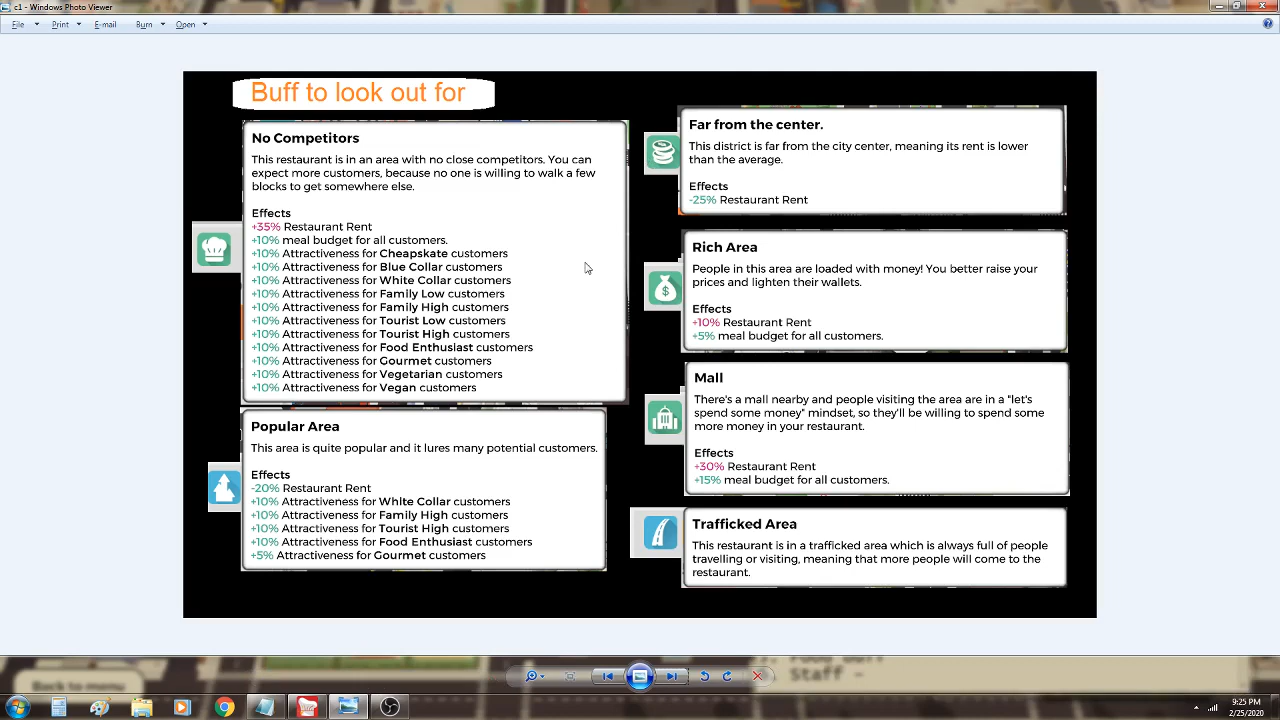 c1 - Windows Photo Viewer
File Print E-mail Burn Open
Buff to look out for
No Competitors
This restaurant is in an area with no close competitors. You can
expect more customers, because no one is willing to walk a few
blocks to get somewhere else.
Effects
+35% Restaurant Rent
+10% meal budget for all customers.
+10% Attractiveness for Cheapskate customers
+10% Attractiveness for Blue Collar customers
+10% Attractiveness for White Collar customers
+10% Attractiveness for Family Low customers
+10% Attractiveness for Family High customers
+10% Attractiveness for Tourist Low customers
+10% Attractiveness for Tourist High customers
+10% Attractiveness for Food Enthusiast customers
+10% Attractiveness for Gourmet customers
+10% Attractiveness for Vegetarian customers
+10% Attractiveness for Vegan customers
Popular Area
This area is quite popular and it lures many potential customers.
Effects
-20% Restaurant Rent
+10% Attractiveness for White Collar customers
+10% Attractiveness for Family High customers
+10% Attractiveness for Tourist High customers
+10% Attractiveness for Food Enthusiast customers
+5% Attractiveness for Gourmet customers
Far from the center.
This district is far from the city center, meaning its rent is lower
than the average.
Effects
-25% Restaurant Rent
Rich Area
People in this area are loaded with money! You better raise your
prices and lighten their wallets.
Effects
+10% Restaurant Rent
+5% meal budget for all customers.
Mall
There's a mall nearby and people visiting the area are in a "let's
spend some money" mindset, so they'll be willing to spend some
more money in your restaurant.
Effects
+30% Restaurant Rent
+15% meal budget for all customers.
Trafficked Area
This restaurant is in a trafficked area which is always full of people
travelling or visiting, meaning that more people will come to the
restaurant.
Back to menu
Staff -
9:25 PM
2/25/2020